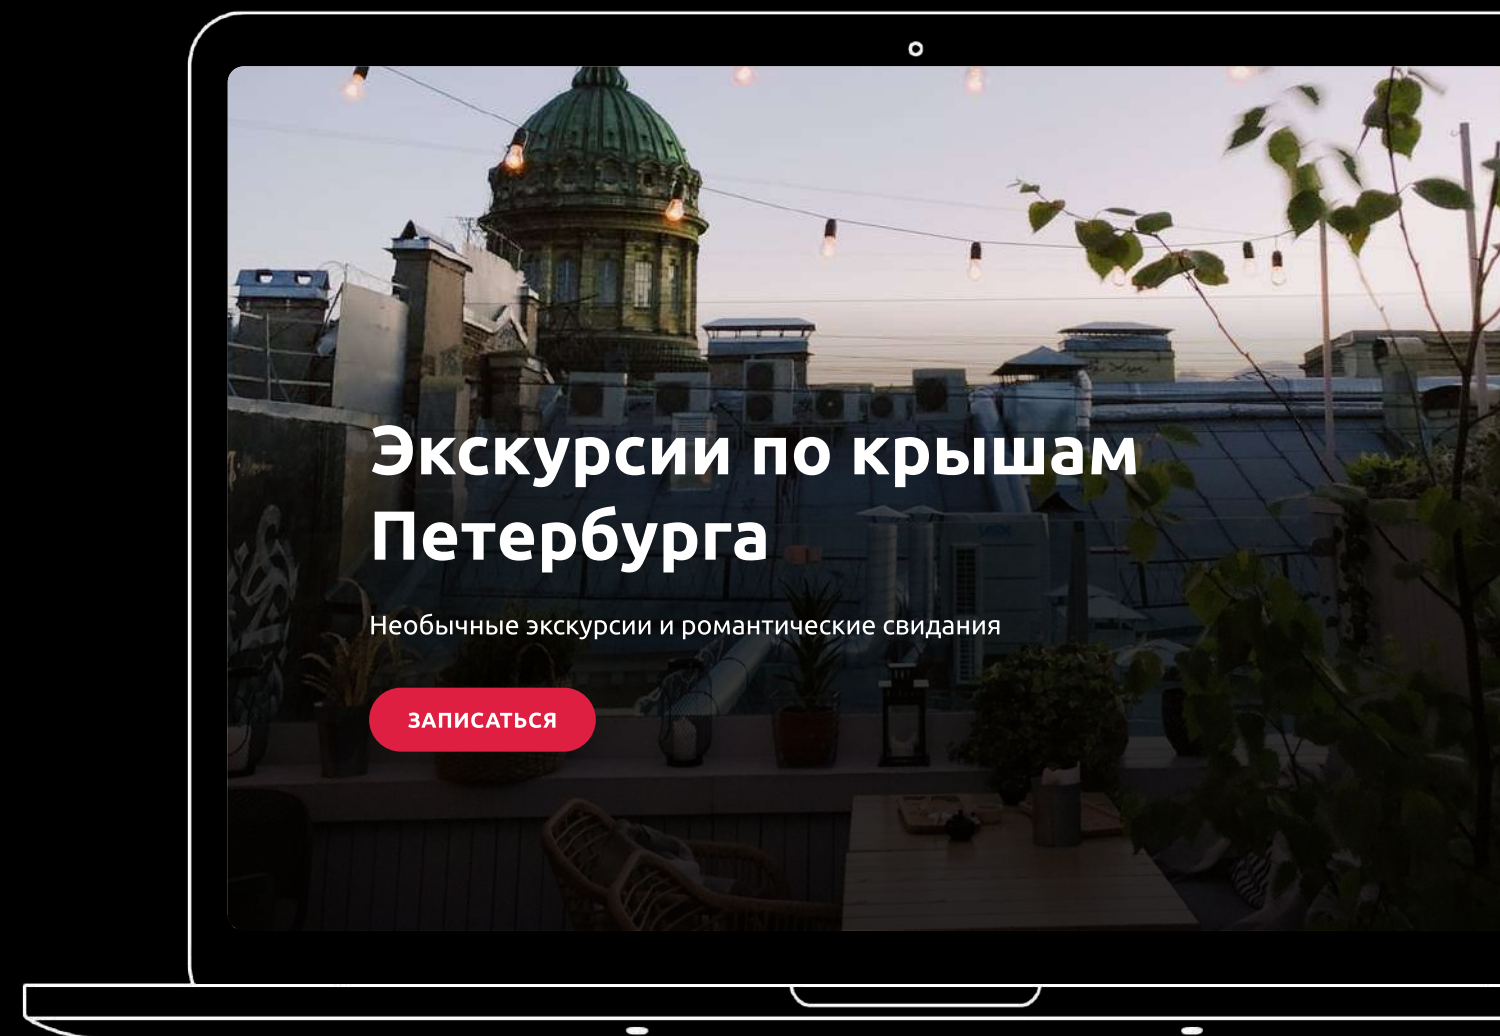 Экскурсии по крышам
Петербурга
Необычные экскурсии и романтические свидания
ЗАПИСАТЬСЯ